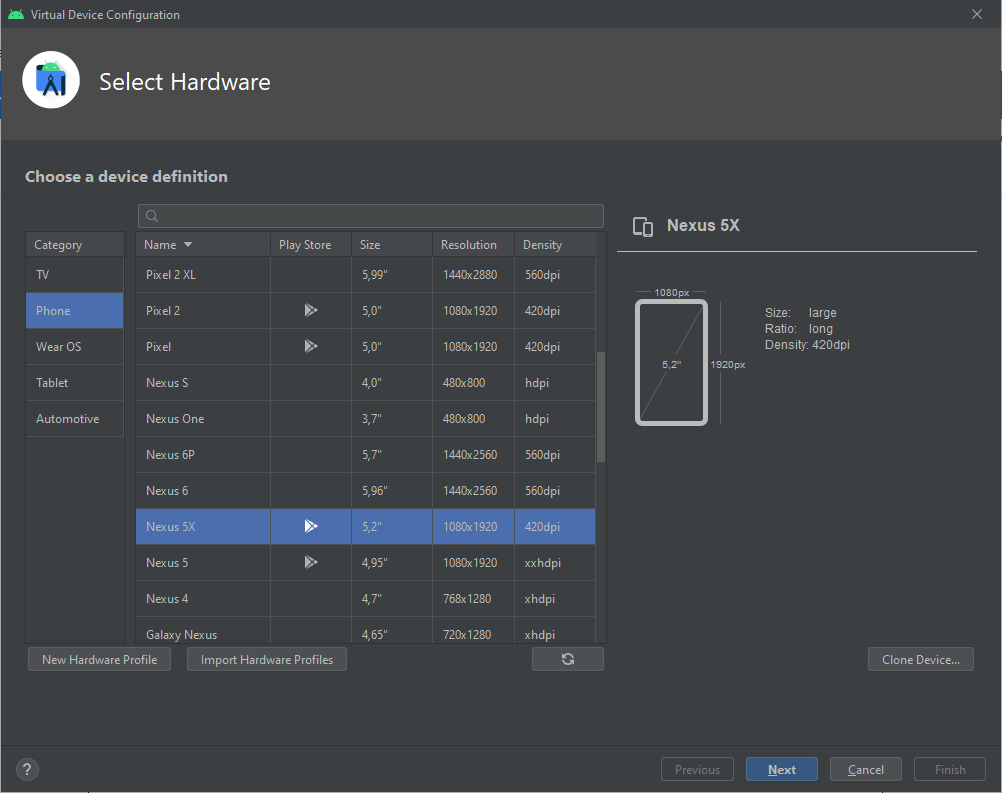 Virtual Device Configuration
Select Hardware
Choose a device definition
Category
TV
Phone
Wear OS
Tablet
Automotive
Name Play Store Size Resolution Density
Pixel 2 XL 5,99" 1440x2880 560dpi
Pixel 2 5,0" 1080x1920 420dpi
Pixel 5,0" 1080x1920 420dpi
Nexus S 4,0" 480x800 hdpi
Nexus One 3,7" 480x800 hdpi
Nexus 6P 5,7" 1440x2560 560dpi
Nexus 6 5,96" 1440x2560 560dpi
Nexus 5X 5,2" 1080x1920 420dpi
Nexus 5 4,95" 1080x1920 xxhdpi
Nexus 4 4,7" 768x1280 xhdpi
Galaxy Nexus 4,65" 720x1280 xhdpi
Nexus 5X
1080px
5,2"
1920px
Size: large
Ratio: long
Density: 420dpi
New Hardware Profile
Import Hardware Profiles
Clone Device...
?
Previous
Next
Cancel
Finish